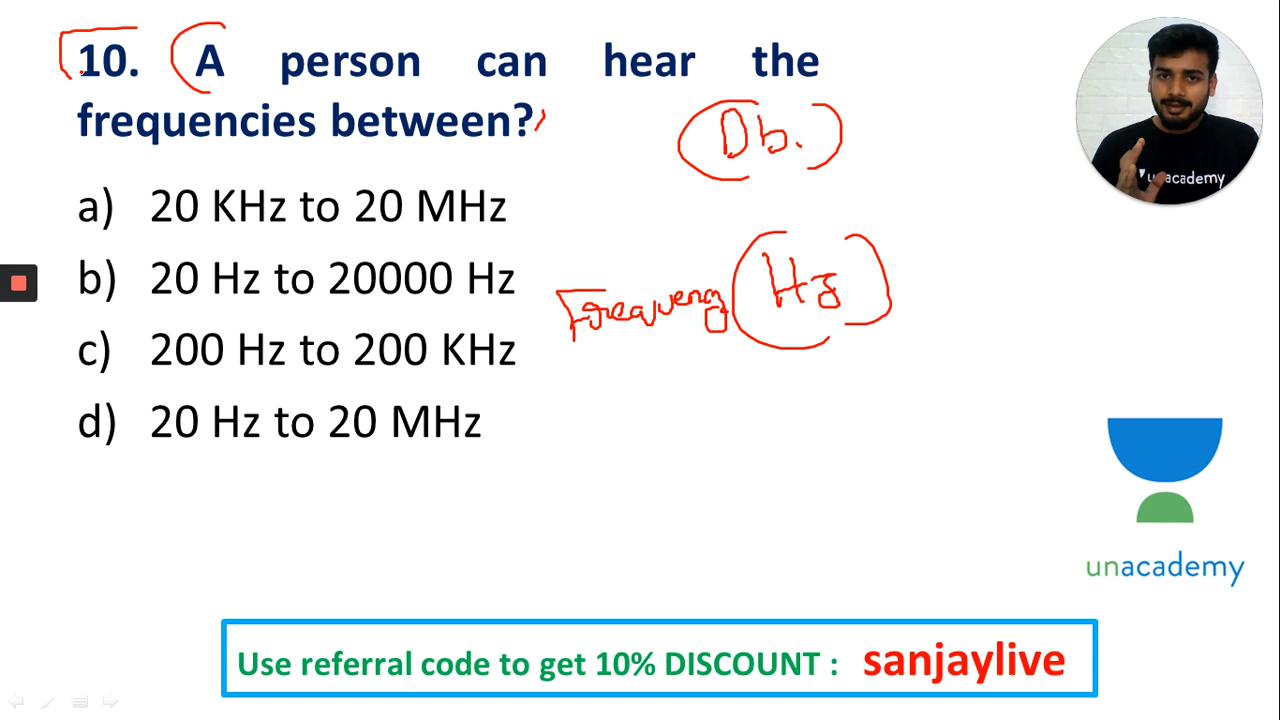 10. A person can hear the
frequencies between?
Db.
a) 20 KHz to 20 MHz
b) 20 Hz to 20000 Hz
Frequency Hz
c) 200 Hz to 200 KHz
d) 20 Hz to 20 MHz
unacademy
unacademy
Use referral code to get 10% DISCOUNT : sanjaylive